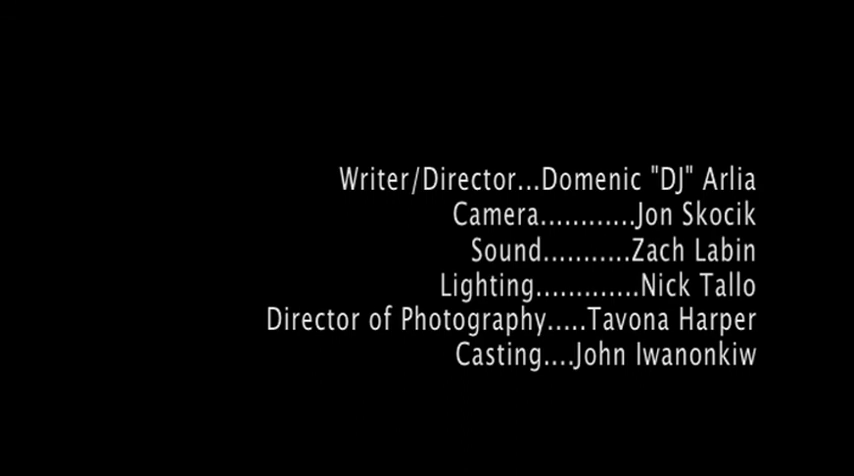 Writer/Director...Domenic "DJ" Arlia
Camera............Jon Skocik
Sound...........Zach Labin
Lighting.............Nick Tallo
Director of Photography.....Tavona Harper
Casting....John Iwanonkiw